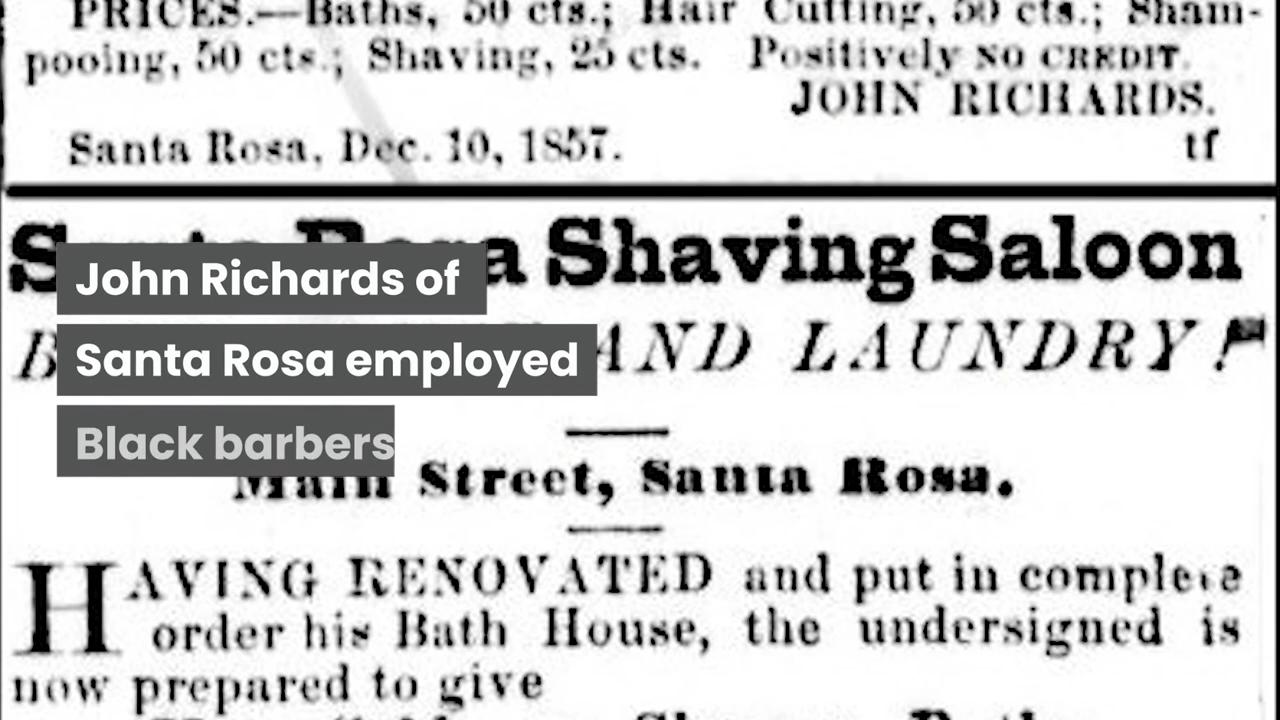 PRICES.—Baths, 50 cts.; Hair Cutting, 50 cts.; Sham-
pooing, 50 cts.; Shaving, 25 cts. Positively NO CREDIT.
JOHN RICHARDS.
Santa Rosa, Dec. 10, 1857. tf
Santa Rosa Shaving Saloon
John Richards of
AND LAUNDRY!
Santa Rosa employed
Black barbers
Main Street, Santa Rosa.
HAVING RENOVATED and put in complete
order his Bath House, the undersigned is
now prepared to give